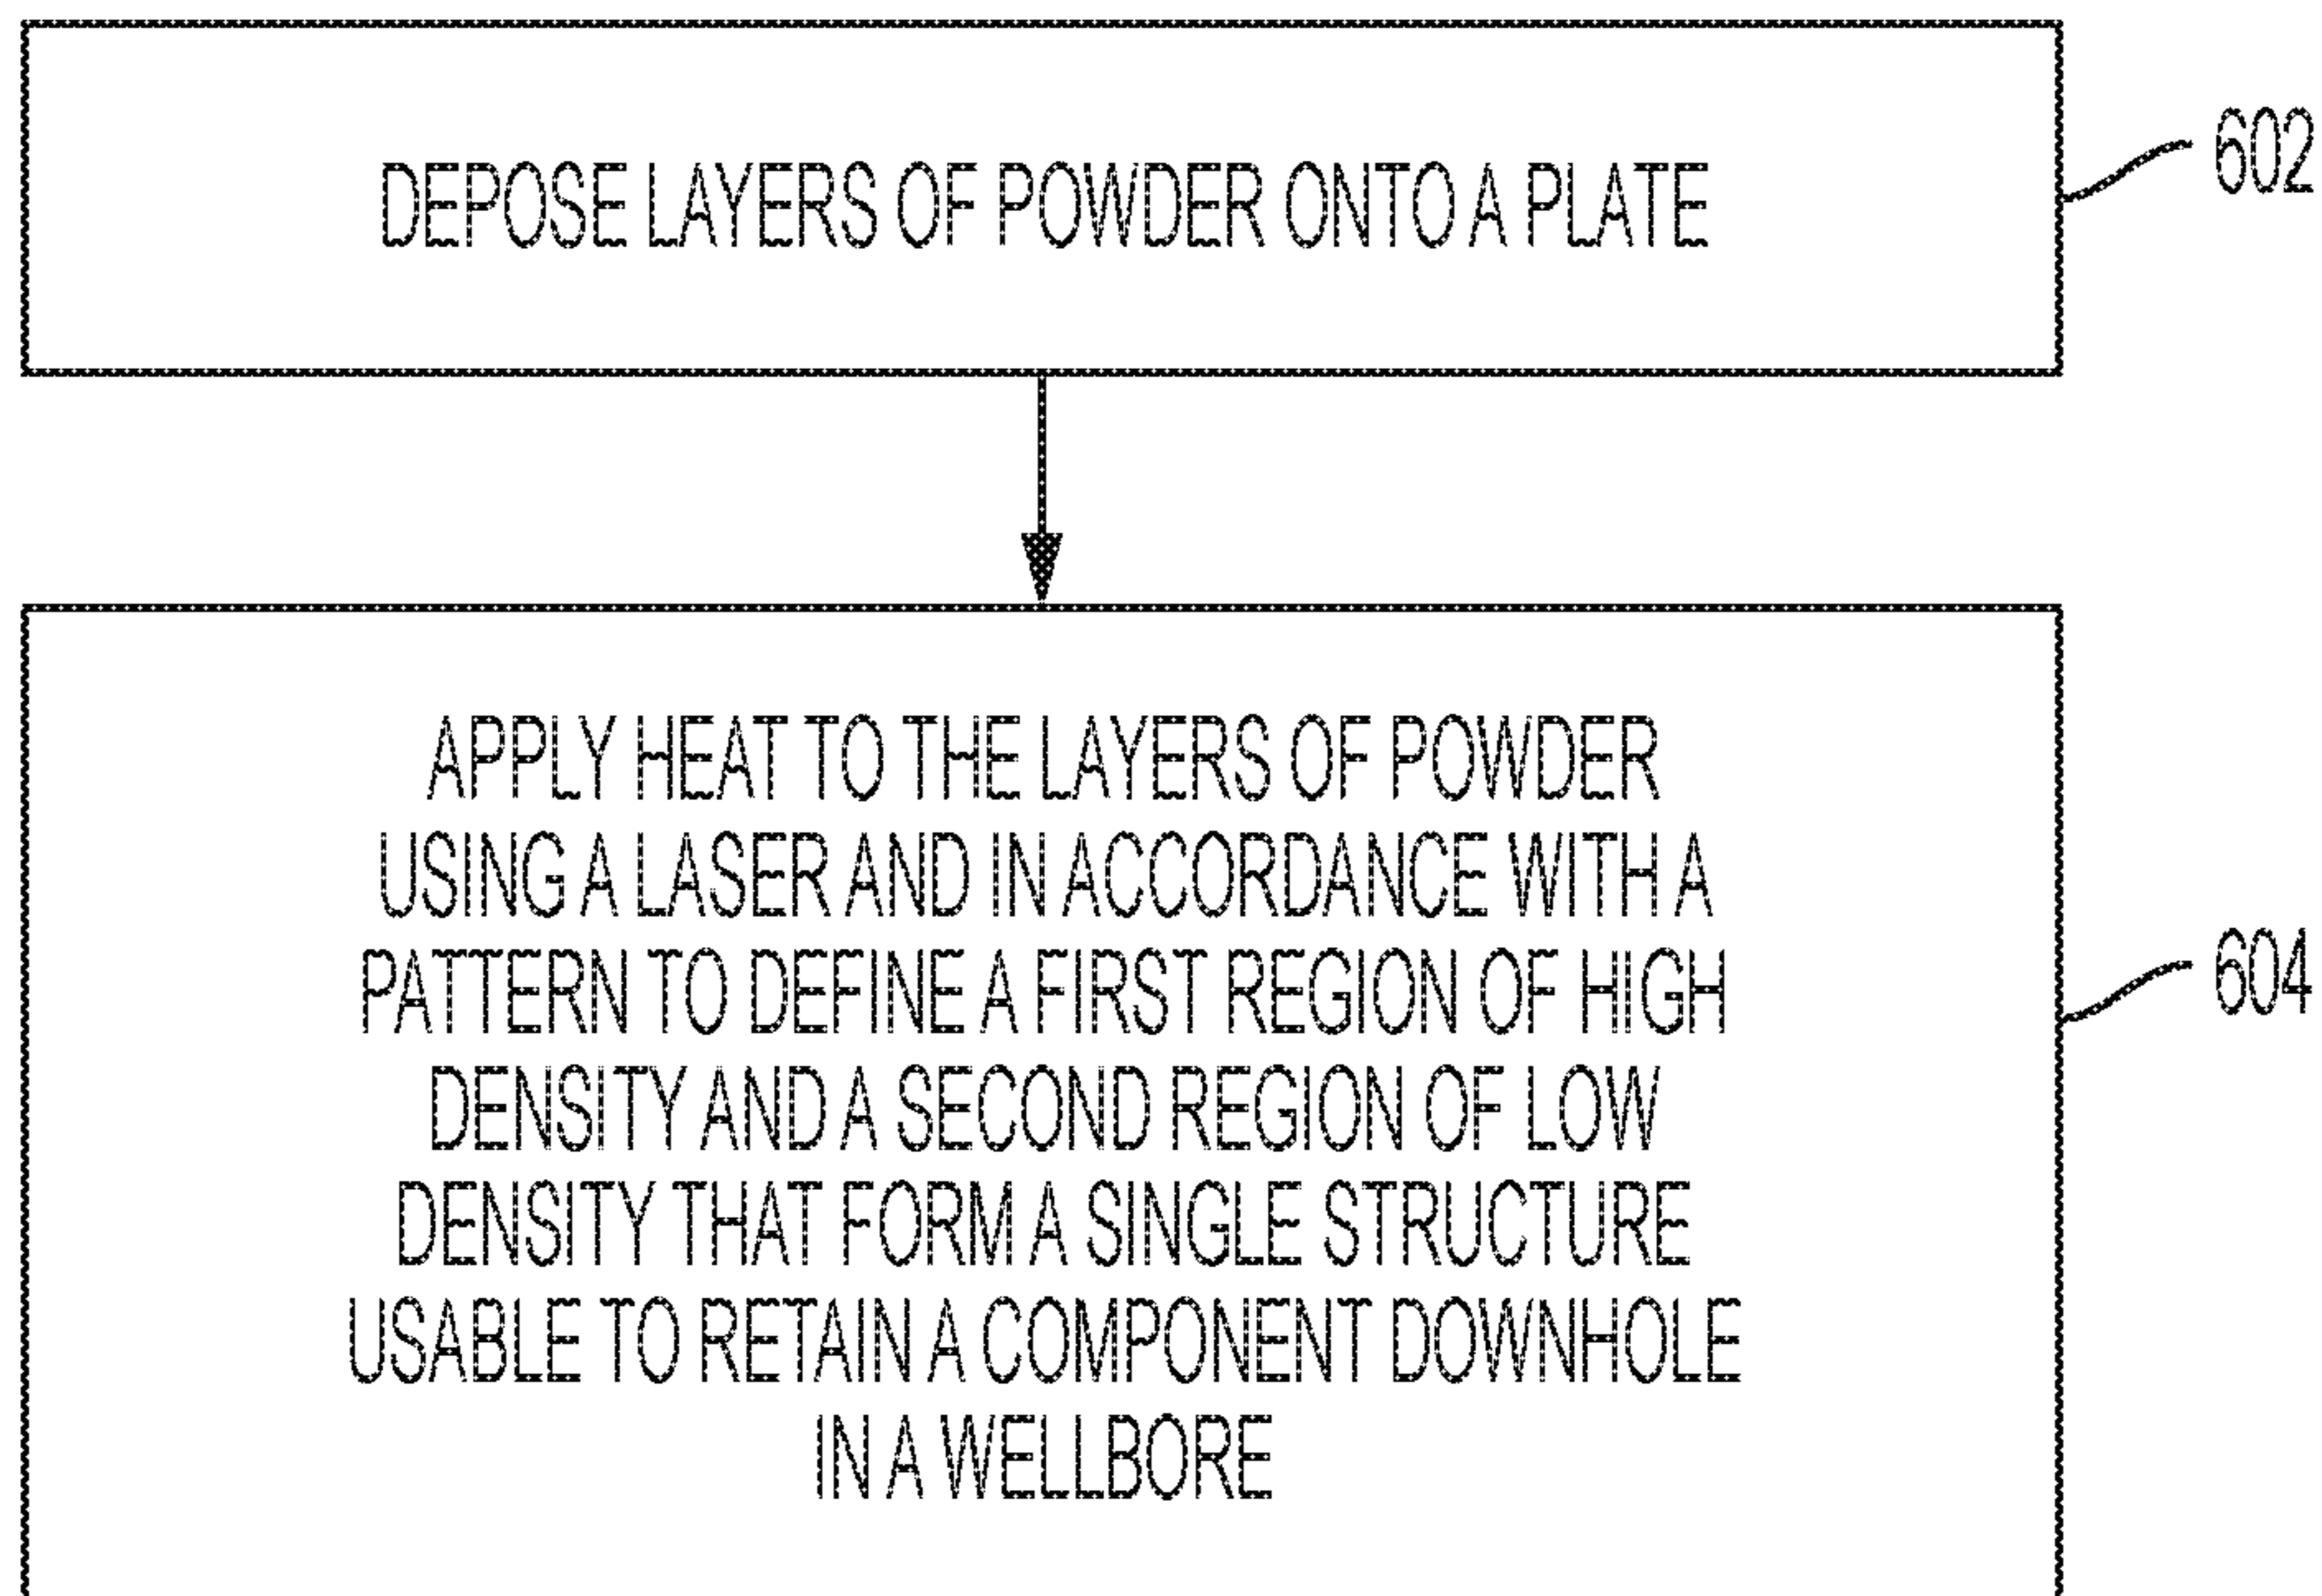 DEPOSE LAYERS OF POWDER ONTO A PLATE
602
APPLY HEAT TO THE LAYERS OF POWDER
USING A LASER AND IN ACCORDANCE WITH A
PATTERN TO DEFINE A FIRST REGION OF HIGH
DENSITY AND A SECOND REGION OF LOW
DENSITY THAT FORM A SINGLE STRUCTURE
USABLE TO RETAIN A COMPONENT DOWNHOLE
IN A WELLBORE
604